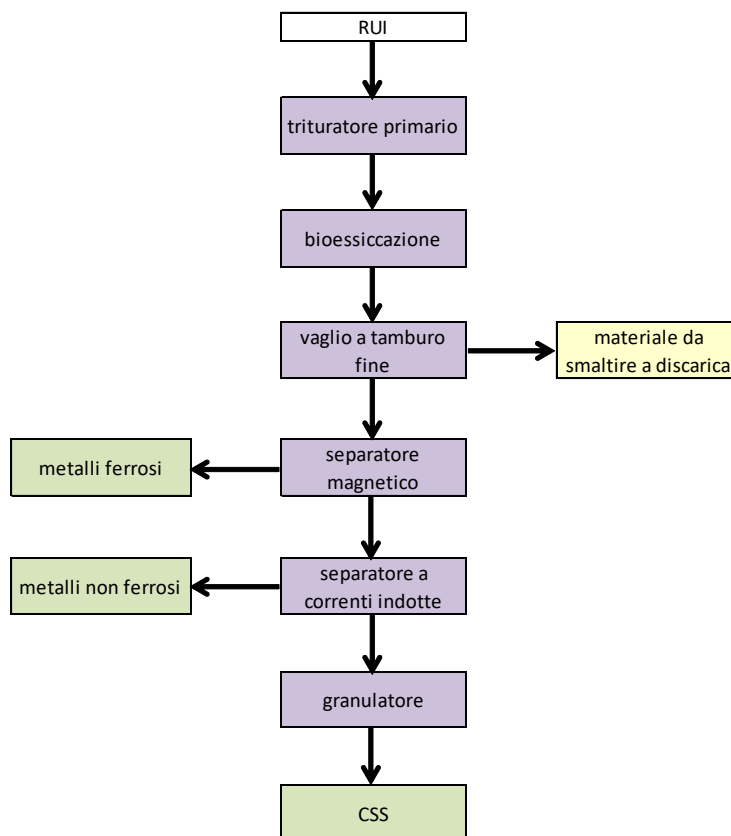 RUI
trituratore primario
bioessiccazione
vaglio a tamburo
fine
materiale da
smaltire a discarica
metalli ferrosi
separatore
magnetico
metalli non ferrosi
separatore a
correnti indotte
granulatore
CSS